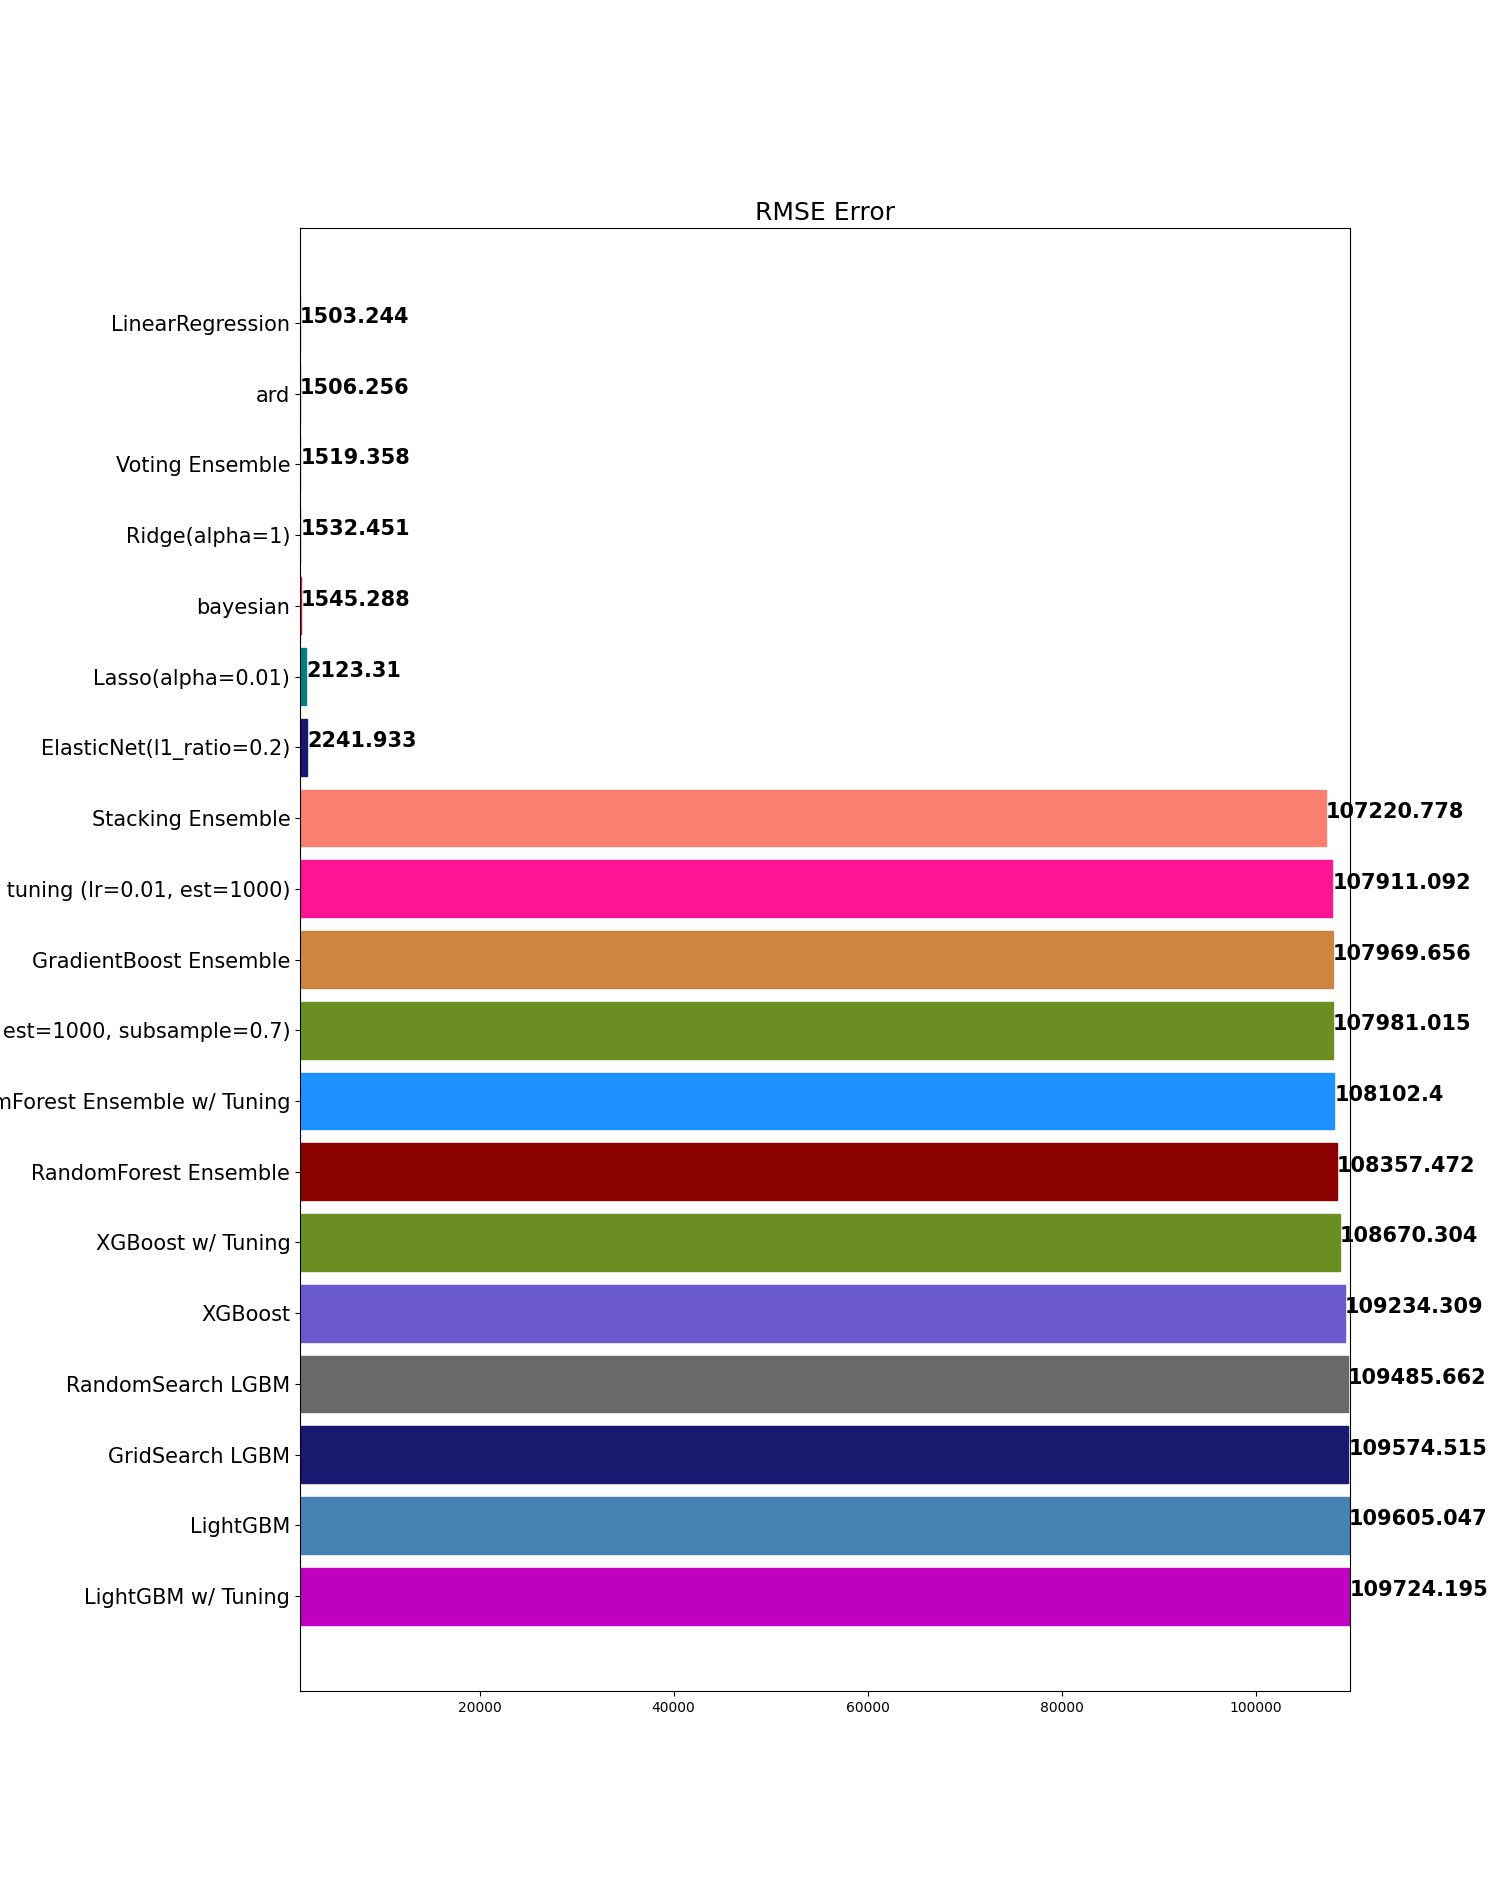 RMSE Error
LinearRegression 1503.244
ard 1506.256
Voting Ensemble 1519.358
Ridge(alpha=1) 1532.451
bayesian 1545.288
Lasso(alpha=0.01) 2123.31
ElasticNet(l1_ratio=0.2) 2241.933
Stacking Ensemble 107220.778
tuning (lr=0.01, est=1000) 107911.092
GradientBoost Ensemble 107969.656
est=1000, subsample=0.7) 107981.015
mForest Ensemble w/ Tuning 108102.4
RandomForest Ensemble 108357.472
XGBoost w/ Tuning 108670.304
XGBoost 109234.309
RandomSearch LGBM 109485.662
GridSearch LGBM 109574.515
LightGBM 109605.047
LightGBM w/ Tuning 109724.195
20000 40000 60000 80000 100000